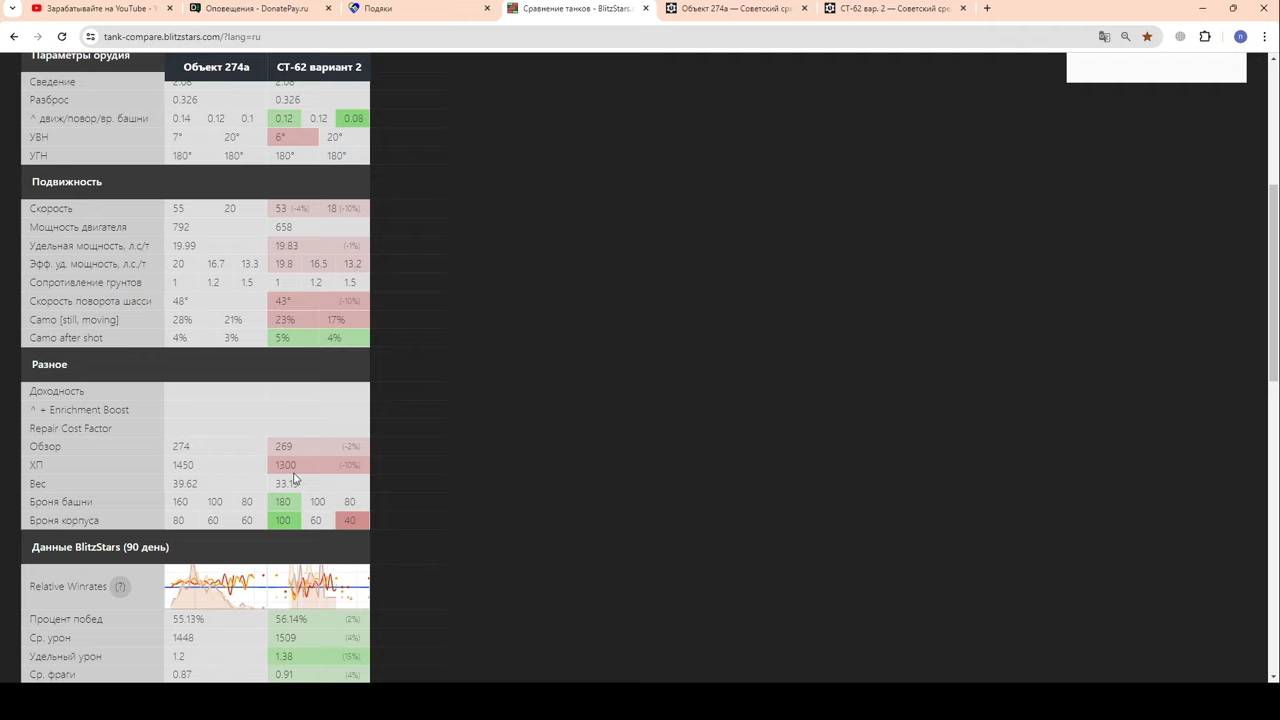 Зарабатывайте на YouTube -
Оповещения - DonatePay.ru
Подяки
Сравнение танков - BlitzStars.
Объект 274а — Советский сре
СТ-62 вар. 2 — Советский сре
tank-compare.blitzstars.com/?lang=ru
n
Параметры орудия
Объект 274а СТ-62 вариант 2
Сведение 2.08 2.08
Разброс 0.326 0.326
^ движ/повор/вр. башни 0.14 0.12 0.1 0.12 0.12 0.08
УВН 7° 20° 6° 20°
УГН 180° 180° 180° 180°
Подвижность
Скорость 55 20 53 (-4%) 18 (-10%)
Мощность двигателя 792 658
Удельная мощность, л.с/т 19.99 19.83 (-1%)
Эфф. уд. мощность, л.с./т 20 16.7 13.3 19.8 16.5 13.2
Сопротивление грунтов 1 1.2 1.5 1 1.2 1.5
Скорость поворота шасси 48° 43° (-10%)
Camo [still, moving] 28% 21% 23% 17%
Camo after shot 4% 3% 5% 4%
Разное
Доходность
^ + Enrichment Boost
Repair Cost Factor
Обзор 274 269 (-2%)
ХП 1450 1300 (-10%)
Вес 39.62
Броня башни 160 100 80 180 100 80
Броня корпуса 80 60 60 100 60 40
Данные BlitzStars (90 день)
Relative Winrates (?)
Процент побед 55.13% 56.14% (2%)
Ср. урон 1448 1509 (4%)
Удельный урон 1.2 1.38 (15%)
Ср. фраги 0.87 0.91 (4%)